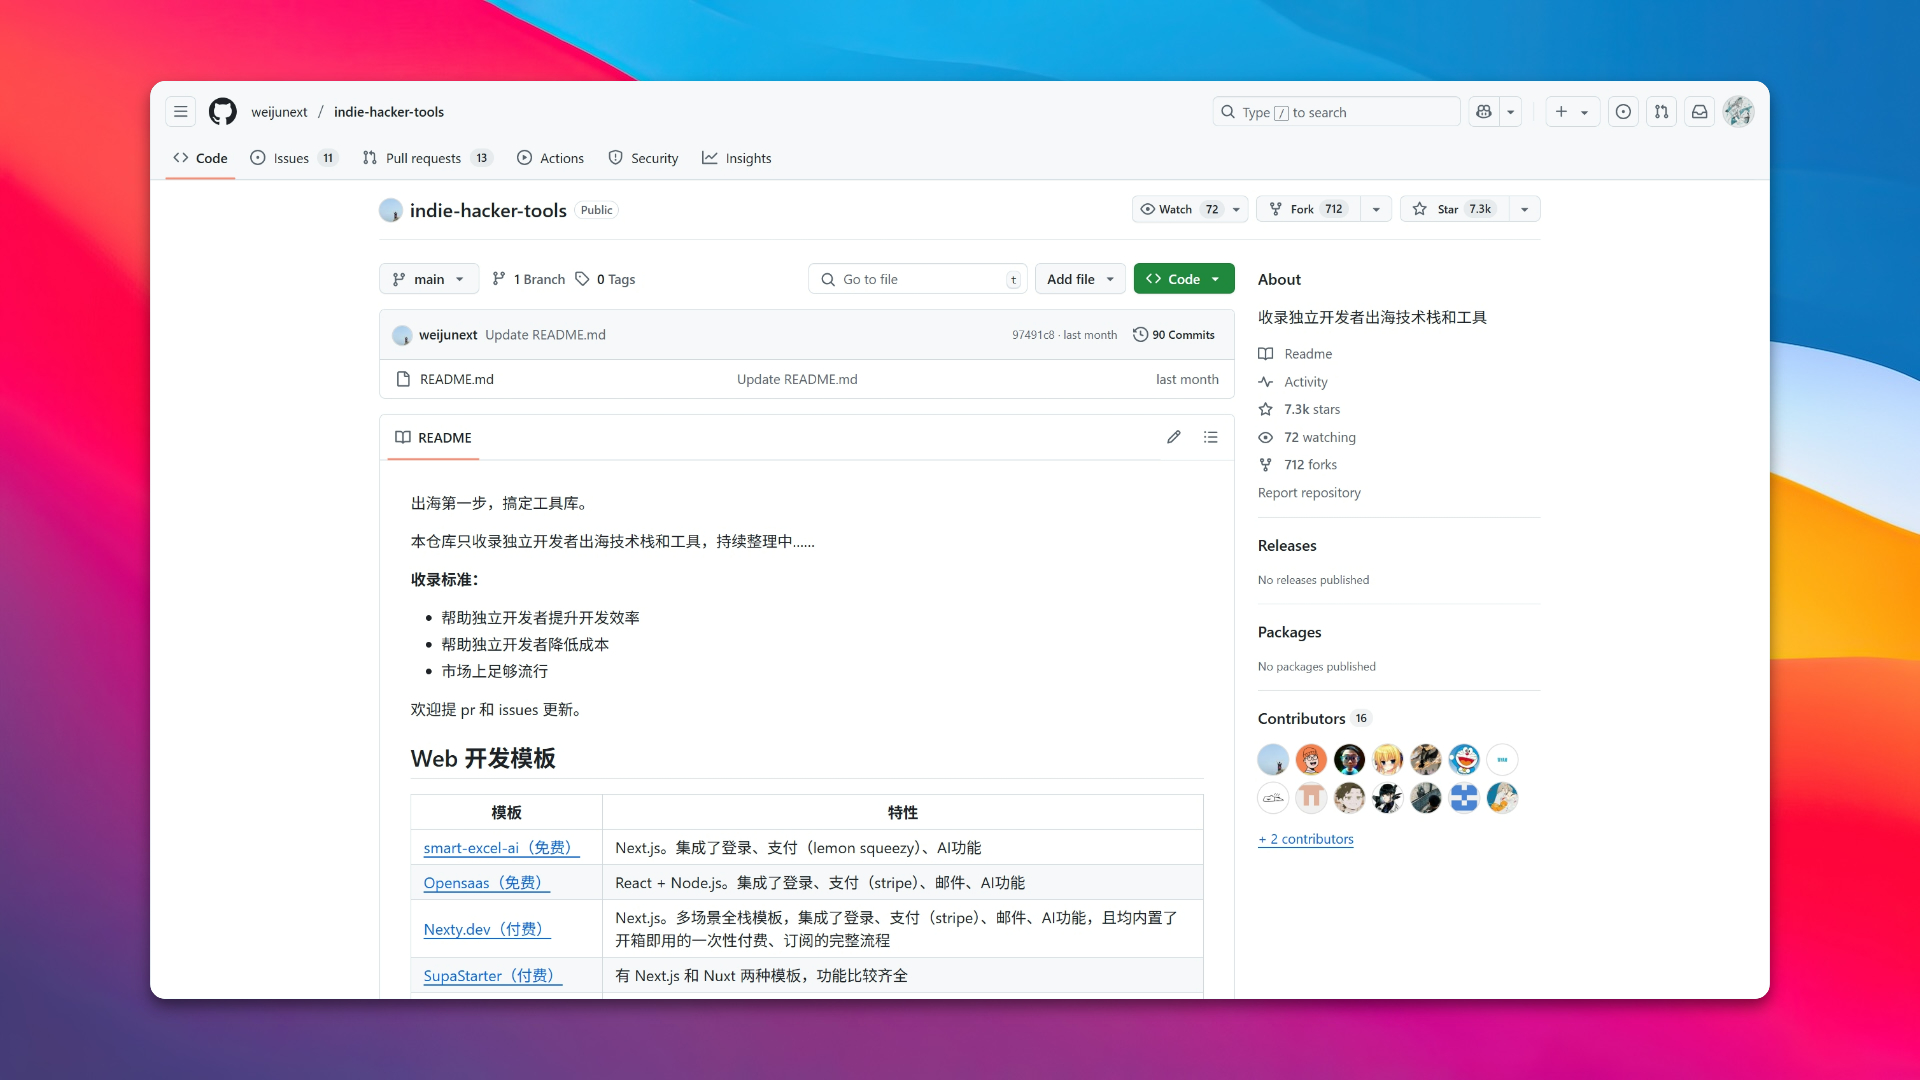 weijunext / indie-hacker-tools
Type / to search
Code
Issues 11
Pull requests 13
Actions
Security
Insights
indie-hacker-tools Public
Watch 72
Fork 712
Star 7.3k
main
1 Branch
0 Tags
Go to file t
Add file
Code
weijunext Update README.md
97491c8 · last month
90 Commits
README.md
Update README.md
last month
README
出海第一步，搞定工具库。
本仓库只收录独立开发者出海技术栈和工具，持续整理中……
收录标准：
帮助独立开发者提升开发效率
帮助独立开发者降低成本
市场上足够流行
欢迎提 pr 和 issues 更新。
Web 开发模板
模板 特性
smart-excel-ai（免费） Next.js。集成了登录、支付（lemon squeezy）、AI功能
Opensaas（免费） React + Node.js。集成了登录、支付（stripe）、邮件、AI功能
Nexty.dev（付费） Next.js。多场景全栈模板，集成了登录、支付（stripe）、邮件、AI功能，且均内置了
开箱即用的一次性付费、订阅的完整流程
SupaStarter（付费） 有 Next.js 和 Nuxt 两种模板，功能比较齐全
About
收录独立开发者出海技术栈和工具
Readme
Activity
7.3k stars
72 watching
712 forks
Report repository
Releases
No releases published
Packages
No packages published
Contributors 16
+ 2 contributors